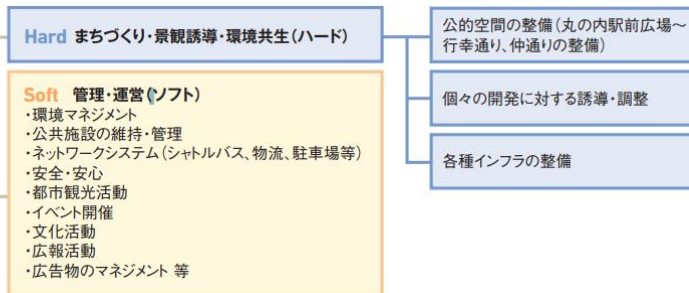 Hard まちづくり・景観誘導・環境共生（ハード）
公的空間の整備（丸の内駅前広場〜
行幸通り、仲通りの整備）
個々の開発に対する誘導・調整
各種インフラの整備
Soft 管理・運営（ソフト）
・環境マネジメント
・公共施設の維持・管理
・ネットワークシステム（シャトルバス、物流、駐車場等）
・安全・安心
・都市観光活動
・イベント開催
・文化活動
・広報活動
・広告物のマネジメント 等